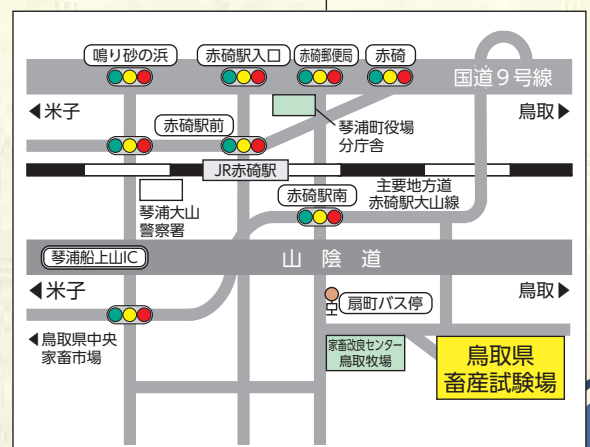 鳴り砂の浜
赤碕駅入口
赤碕郵便局
赤碕
国道9号線
◀米子
鳥取▶
赤碕駅前
琴浦町役場
分庁舎
JR赤碕駅
琴浦大山
警察署
赤碕駅南
主要地方道
赤碕駅大山線
琴浦船上山IC
山陰道
◀米子
鳥取▶
扇町バス停
◀鳥取県中央
家畜市場
家畜改良センター
鳥取牧場
鳥取県
畜産試験場